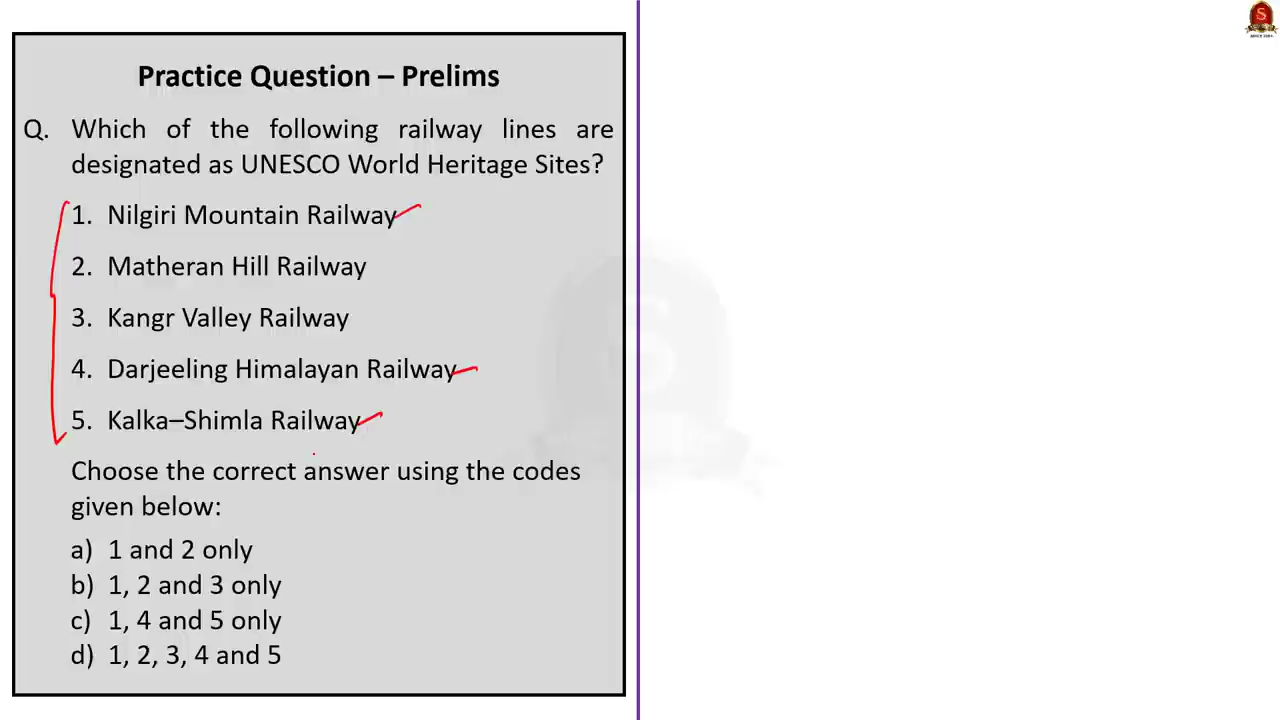 Practice Question – Prelims
Q. Which of the following railway lines are
designated as UNESCO World Heritage Sites?
1. Nilgiri Mountain Railway
2. Matheran Hill Railway
3. Kangr Valley Railway
4. Darjeeling Himalayan Railway
5. Kalka–Shimla Railway
Choose the correct answer using the codes
given below:
a) 1 and 2 only
b) 1, 2 and 3 only
c) 1, 4 and 5 only
d) 1, 2, 3, 4 and 5
S
S